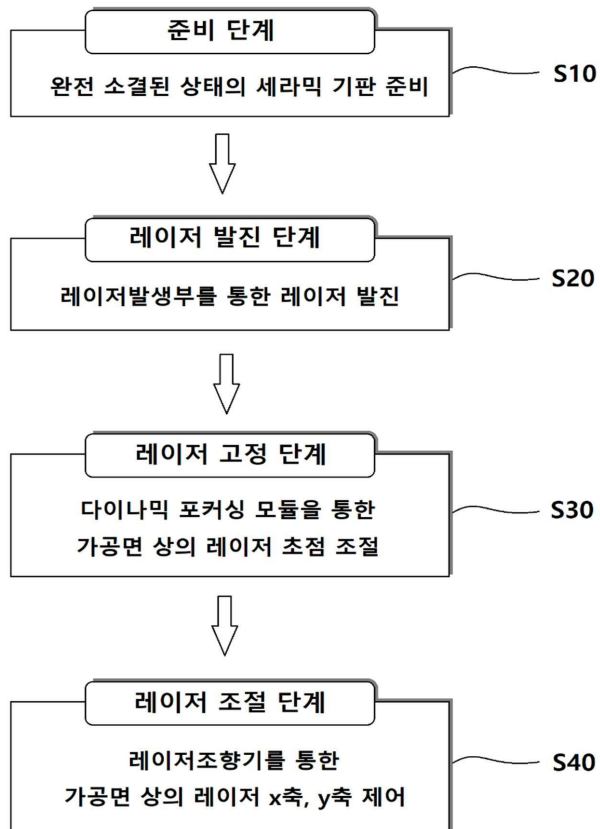 준비 단계
완전 소결된 상태의 세라믹 기판 준비
S10
레이저 발진 단계
레이저발생부를 통한 레이저 발진
S20
레이저 고정 단계
다이나믹 포커싱 모듈을 통한
가공면 상의 레이저 초점 조절
S30
레이저 조절 단계
레이저조향기를 통한
가공면 상의 레이저 x축, y축 제어
S40